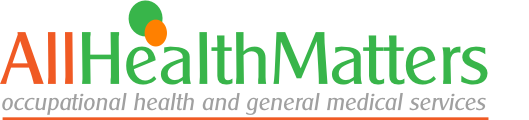 AllHealthMatters
occupational health and general medical services